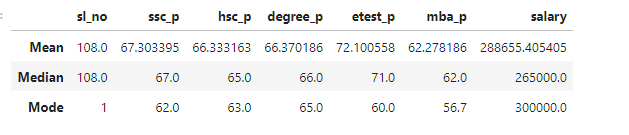 sl_no ssc_p hsc_p degree_p etest_p mba_p salary
Mean 108.0 67.303395 66.333163 66.370186 72.100558 62.278186 288655.405405
Median 108.0 67.0 65.0 66.0 71.0 62.0 265000.0
Mode 1 62.0 63.0 65.0 60.0 56.7 300000.0